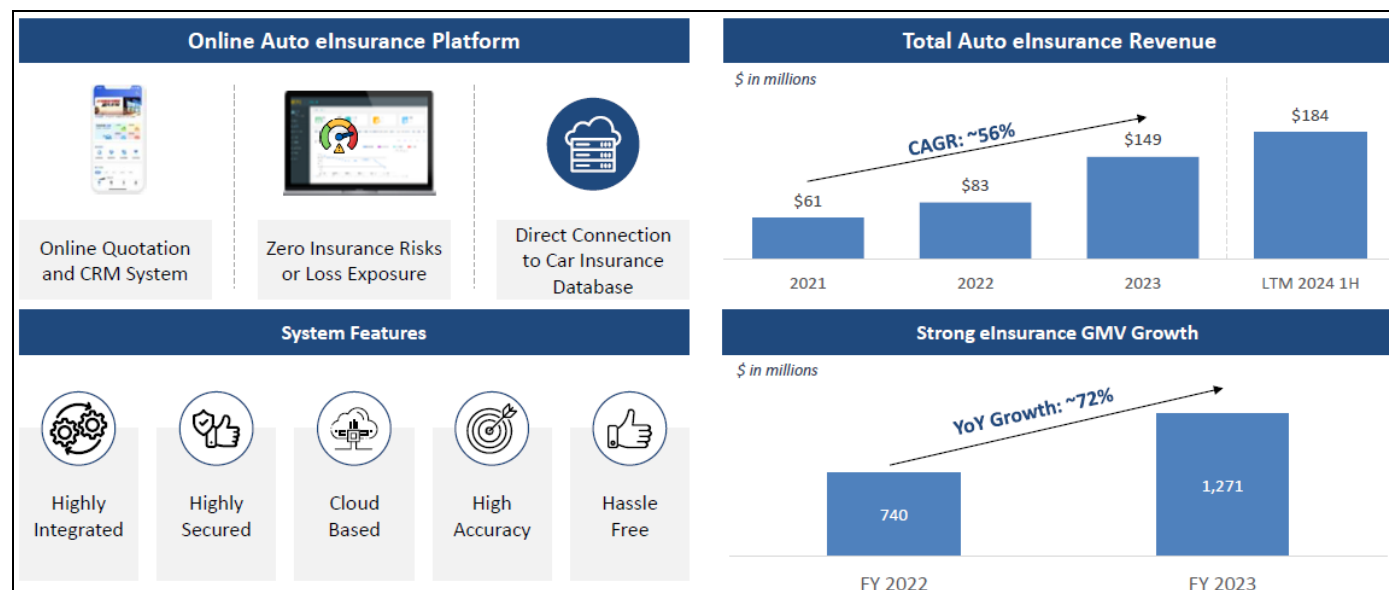 Online Auto eInsurance Platform
Online Quotation
and CRM System
Zero Insurance Risks
or Loss Exposure
Direct Connection
to Car Insurance
Database
Total Auto eInsurance Revenue
$ in millions
CAGR: ~56%
$61
$83
$149
$184
2021
2022
2023
LTM 2024 1H
System Features
Highly
Integrated
Highly
Secured
Cloud
Based
High
Accuracy
Hassle
Free
Strong eInsurance GMV Growth
$ in millions
YoY Growth: ~72%
740
1,271
FY 2022
FY 2023